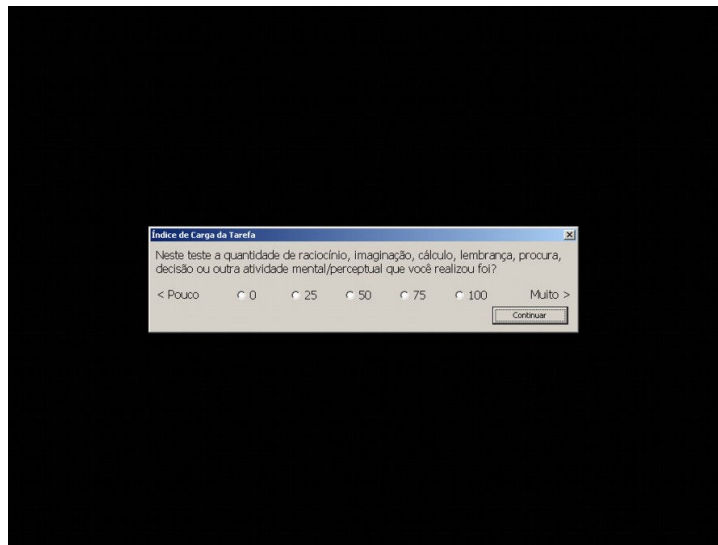 Índice de Carga da Tarefa
Neste teste a quantidade de raciocínio, imaginação, cálculo, lembrança, procura,
decisão ou outra atividade mental/perceptual que você realizou foi?
< Pouco 0 25 50 75 100 Muito >
Continuar